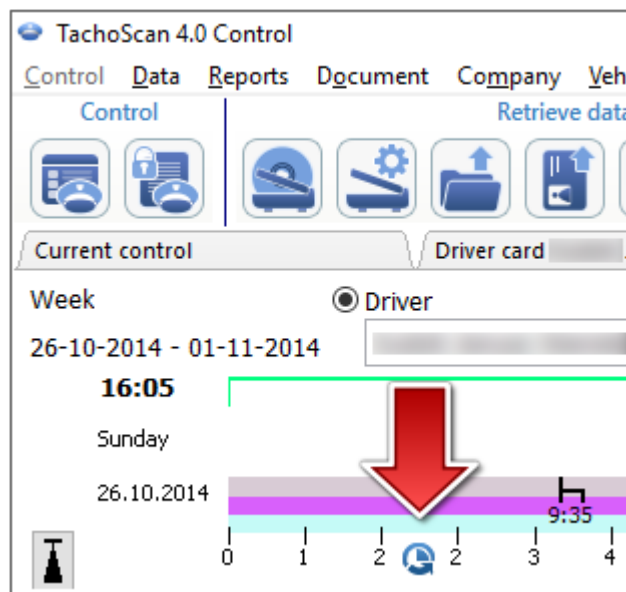 TachoScan 4.0 Control
Control Data Reports Document Company Veh
Control Retrieve data
Current control Driver card
Week Driver
26-10-2014 - 01-11-2014
16:05
Sunday
26.10.2014
9:35
0 1 2 2 3 4